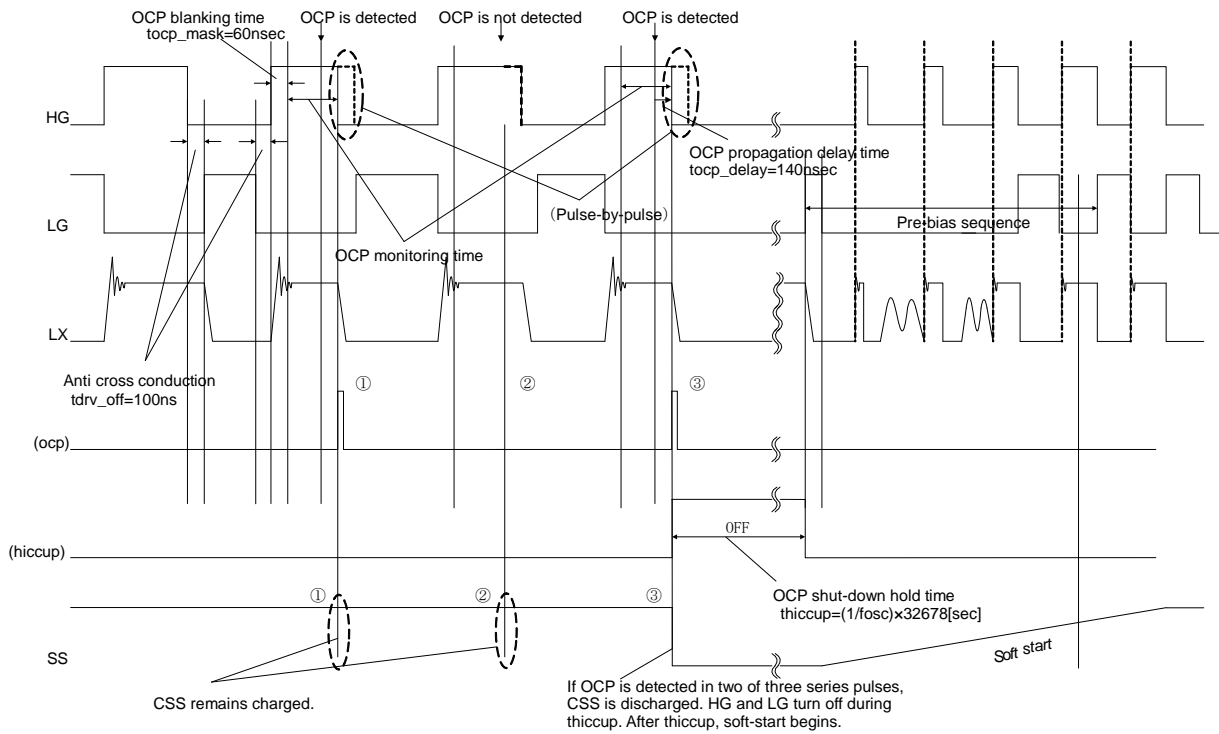 OCP blanking time
tocp_mask=60nsec
OCP is detected
OCP is not detected
OCP is detected
HG
OCP propagation delay time
tocp_delay=140nsec
(Pulse-by-pulse)
LG
Pre-bias sequence
OCP monitoring time
LX
Anti cross conduction
tdrv_off=100ns
①
②
③
(ocp)
(hiccup)
OFF
OCP shut-down hold time
thiccup=(1/fosc)×32678[sec]
①
②
③
SS
Soft start
CSS remains charged.
If OCP is detected in two of three series pulses,
CSS is discharged. HG and LG turn off during
thiccup. After thiccup, soft-start begins.